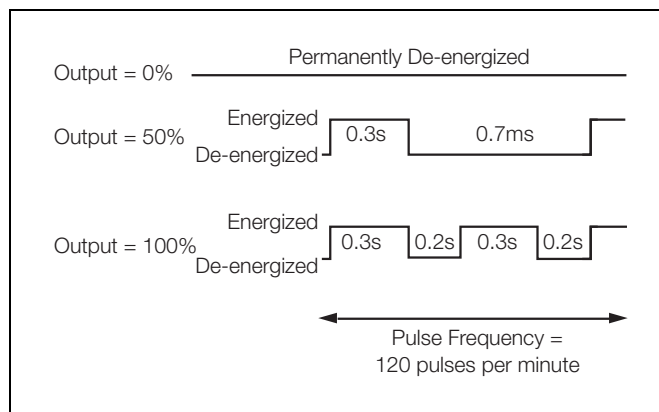 Permanently De-energized
Output = 0%
Energized
Output = 50%
0.3s
0.7ms
De-energized
Energized
Output = 100%
0.3s
0.2s
0.3s
0.2s
De-energized
Pulse Frequency =
120 pulses per minute